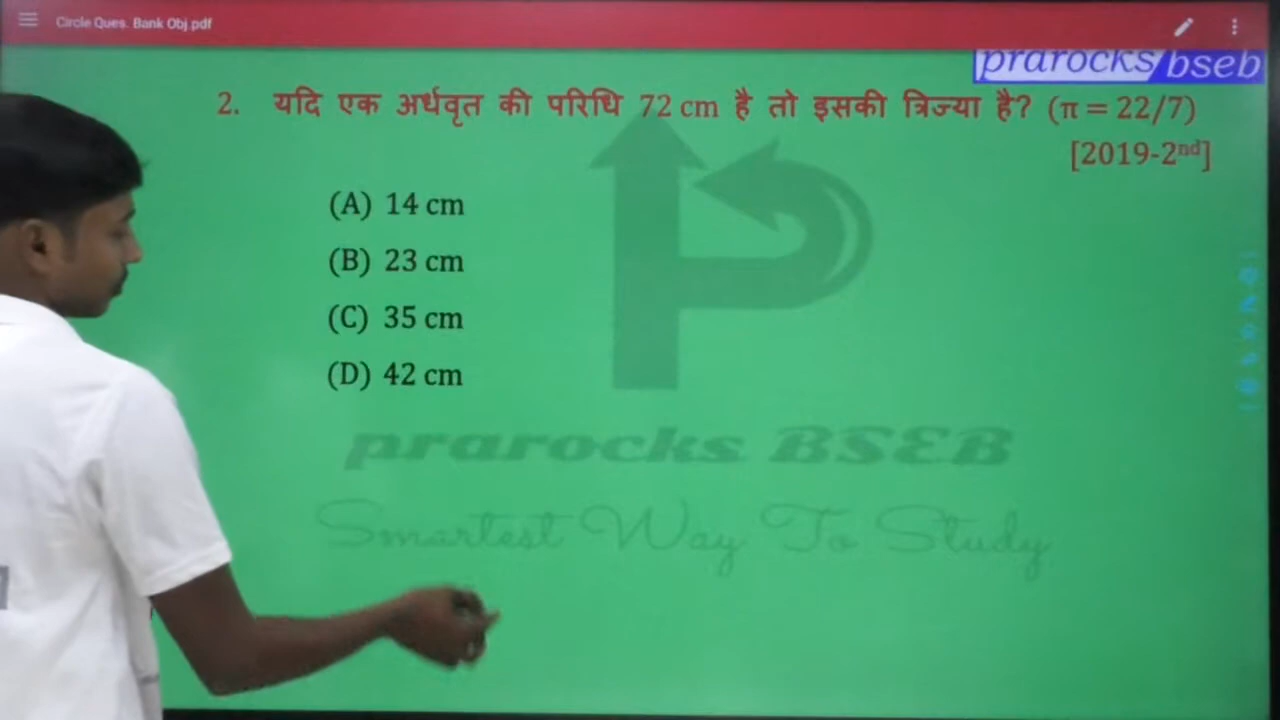 Circle Ques. Bank Obj.pdf
prarocks bseb
2. यदि एक अर्धवृत की परिधि 72 cm है तो इसकी त्रिज्या है? (π = 22/7)
[2019-2nd]
(A) 14 cm
(B) 23 cm
(C) 35 cm
(D) 42 cm
prarocks BSEB
Smartest Way To Study